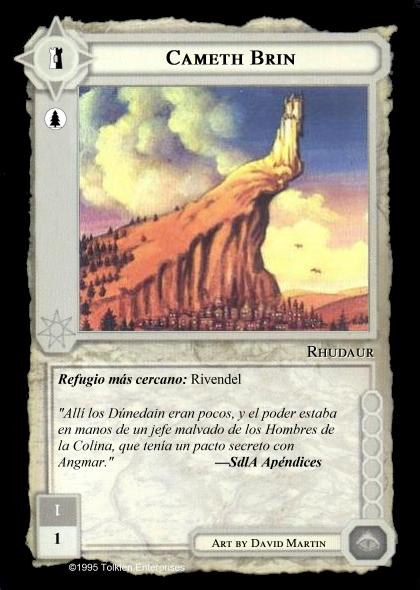 CAMETH BRIN
RHUDAUR
Refugio más cercano: Rivendel
"Allí los Dúnedain eran pocos, y el poder estaba
en manos de un jefe malvado de los Hombres de
la Colina, que tenía un pacto secreto con
Angmar." —SdlA Apéndices
I
1
ART BY DAVID MARTIN
©1995 Tolkien Enterprises